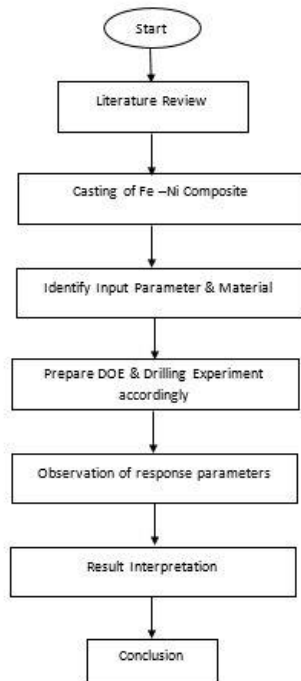 Start
Literature Review
Casting of Fe –Ni Composite
Identify Input Parameter & Material
Prepare DOE & Drilling Experiment
accordingly
Observation of response parameters
Result Interpretation
Conclusion